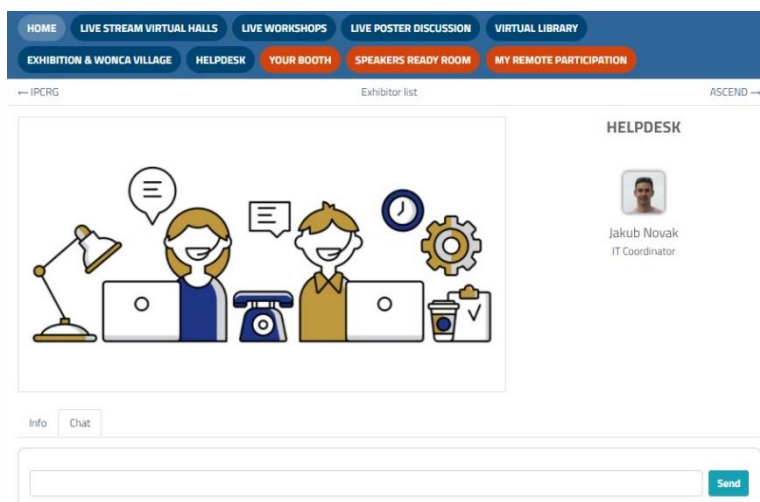 HOME LIVE STREAM VIRTUAL HALLS LIVE WORKSHOPS LIVE POSTER DISCUSSION VIRTUAL LIBRARY
EXHIBITION & WONCA VILLAGE HELPDESK YOUR BOOTH SPEAKERS READY ROOM MY REMOTE PARTICIPATION
← IPCRG Exhibitor list ASCEND →
HELPDESK
Jakub Novak
IT Coordinator
Info Chat
Send